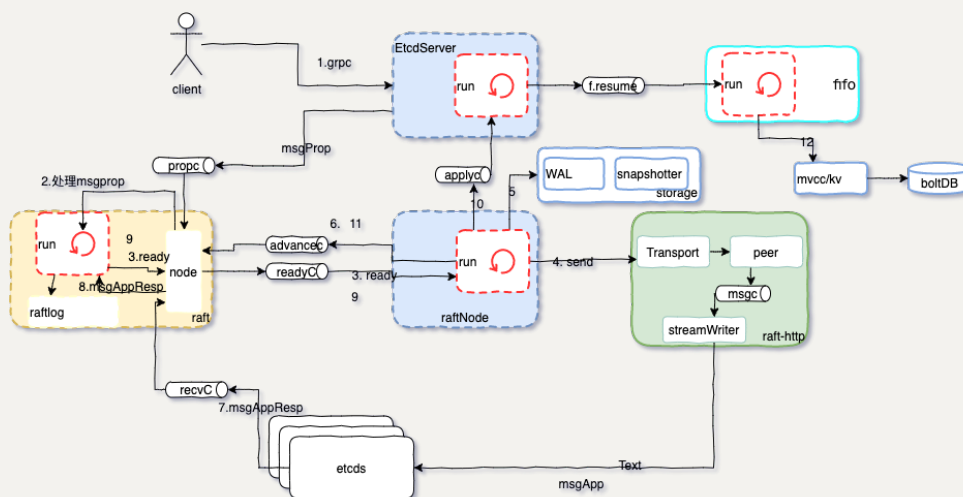 EtcdServer
1.grpc
run
f.resume
run
fifo
client
msgProp
12
propc
applyc
WAL
snapshotter
mvcc/kv
boltDB
2.处理msgprop
5
storage
10
6. 11
run
9
advancec
3.ready
node
readyC
3. ready
run
4. send
Transport
peer
8.msgAppResp
9
msgc
raftlog
raft
raftNode
streamWriter
raft-http
recvC
7.msgAppResp
etcds
Text
msgApp